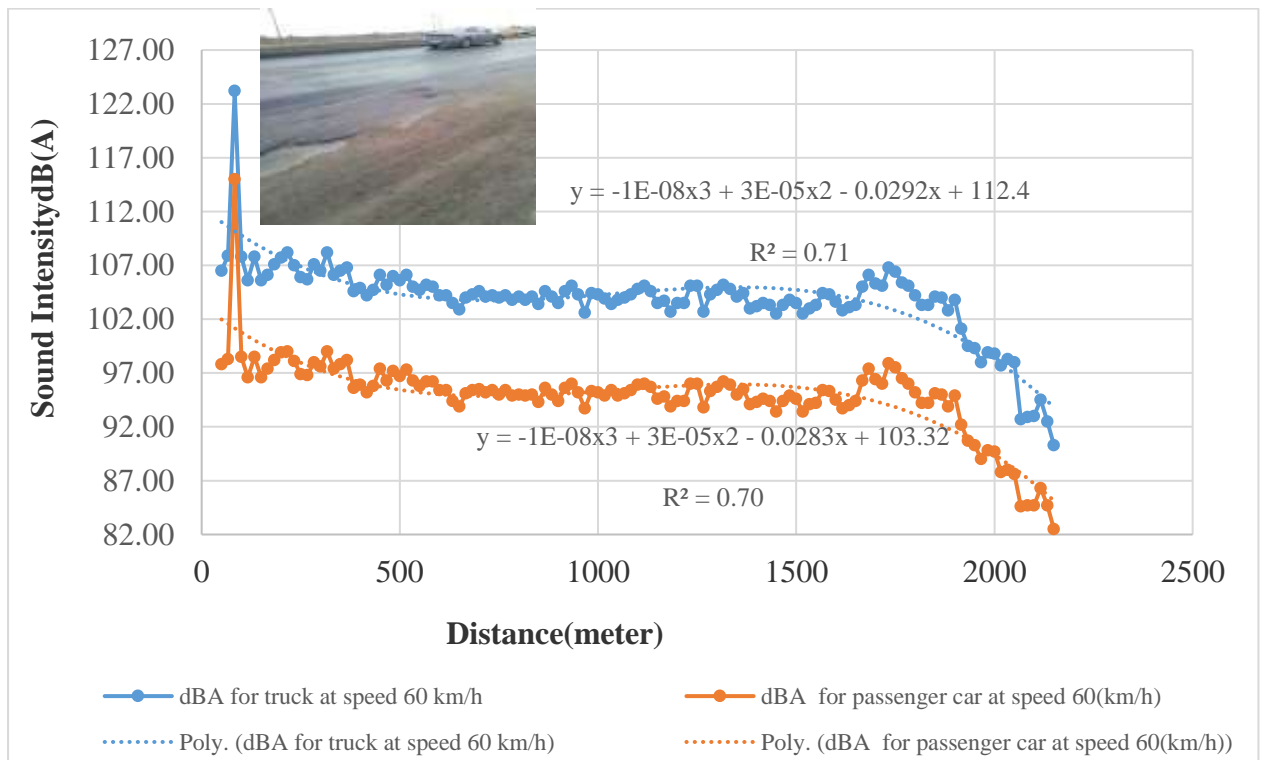 127.00
122.00
117.00
112.00
107.00
102.00
97.00
92.00
87.00
82.00
Sound IntensitydB(A)
y = -1E-08x3 + 3E-05x2 - 0.0292x + 112.4
R² = 0.71
y = -1E-08x3 + 3E-05x2 - 0.0283x + 103.32
R² = 0.70
0 500 1000 1500 2000 2500
Distance(meter)
dBA for truck at speed 60 km/h
dBA for passenger car at speed 60(km/h)
Poly. (dBA for truck at speed 60 km/h)
Poly. (dBA for passenger car at speed 60(km/h))